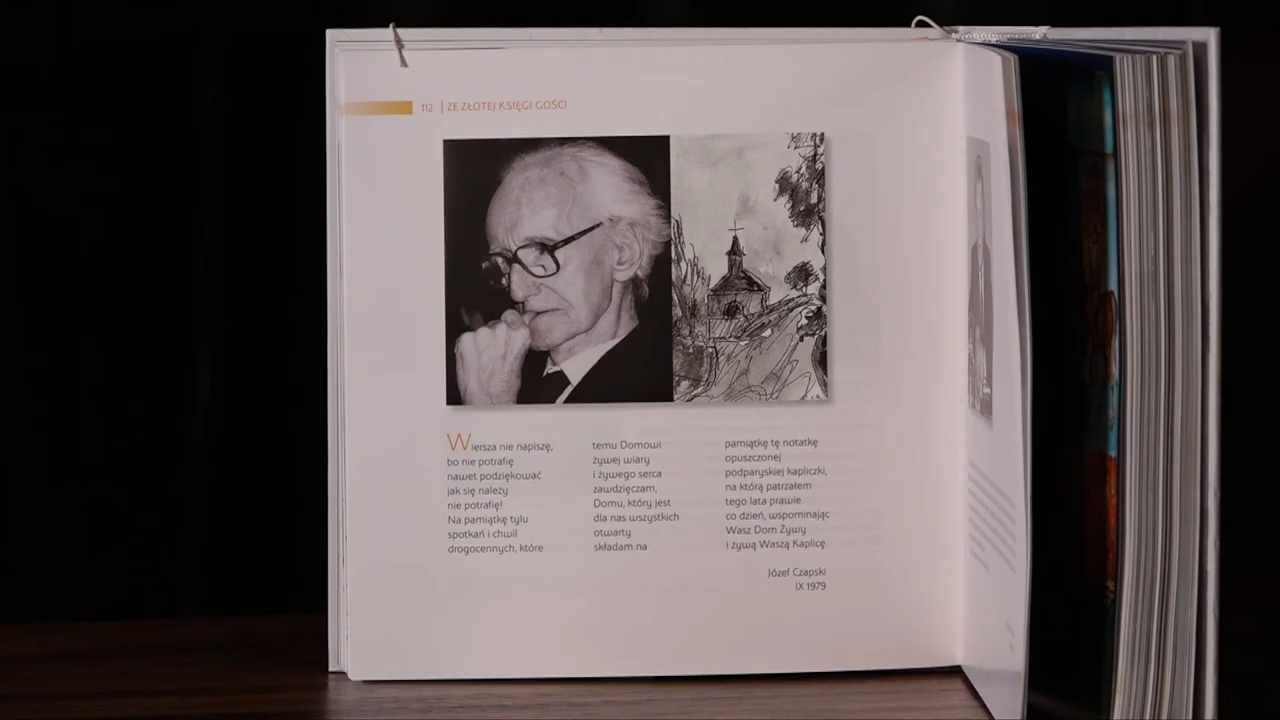 112 | ZE ZŁOTEJ KSIĘGI GOŚCI
Wiersza nie napiszę,
bo nie potrafię
nawet podziękować
jak się należy
nie potrafię!
Na pamiątkę tylu
spotkań i chwil
drogocennych, które
temu Domowi
żywej wiary
i żywego serca
zawdzięczam,
Domu, który jest
dla nas wszystkich
otwarty
składam na
pamiątkę tę notatkę
opuszczonej
podparyskiej kapliczki,
na którą patrzałem
tego lata prawie
co dzień, wspominając
Wasz Dom Żywy
i żywą Waszą Kaplicę.
Józef Czapski
IX 1979